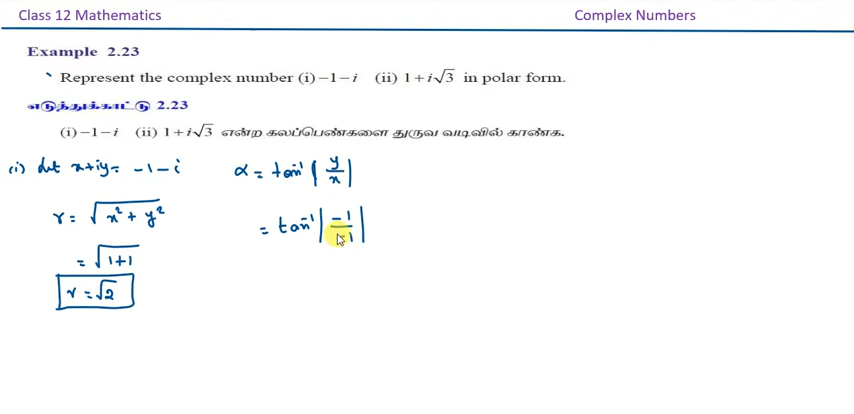 Class 12 Mathematics
Complex Numbers
Example 2.23
Represent the complex number (i) −1−i (ii) 1+i√3 in polar form.
எடுத்துக்காட்டு 2.23
(i) −1−i (ii) 1+i√3 என்ற கலப்பெண்களை துருவ வடிவில் காண்க.
(i) Let x+iy = -1-i
r = √x²+y²
= √1+1
r = √2
α = tan⁻¹ |y/x|
= tan⁻¹ |-1/-1|